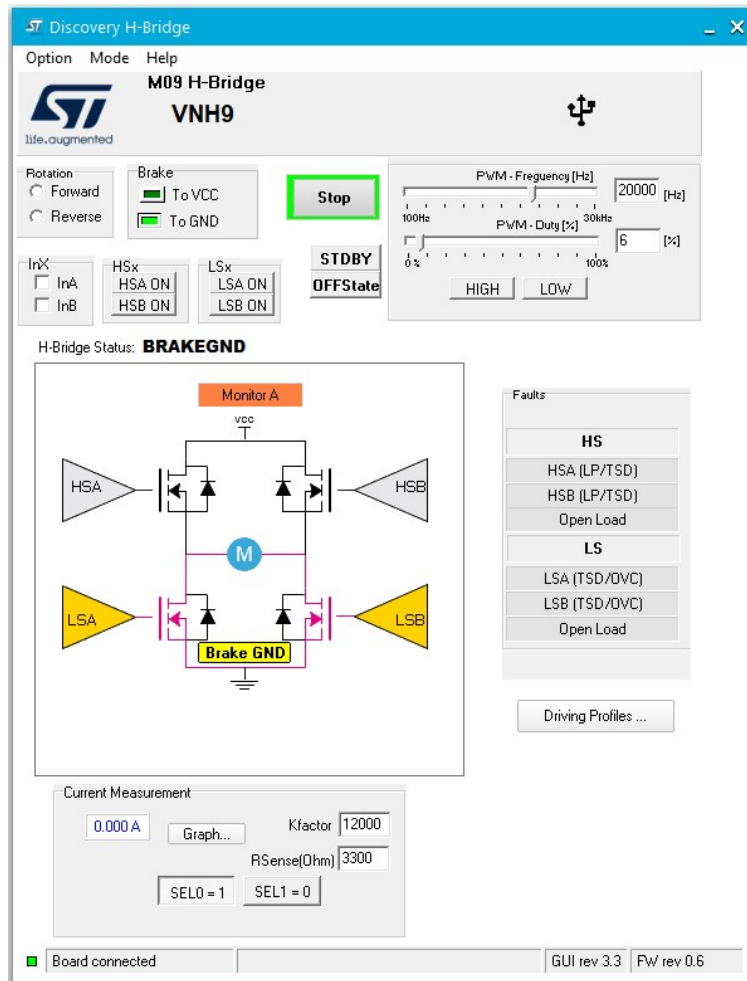 Discovery H-Bridge
Option Mode Help
M09 H-Bridge
VNH9
ST
life.augmented
Rotation
Forward
Reverse
Brake
To VCC
To GND
Stop
PWM - Freguency [Hz]
20000 [Hz]
100Hz 30kHz
PWM - Duty [%]
6 [%]
0 % 100%
HIGH LOW
STDBY
OFFState
InX
InA
InB
HSx
HSA ON
HSB ON
LSx
LSA ON
LSB ON
H-Bridge Status: BRAKEGND
Monitor A
vcc
HSA HSB
M
LSA LSB
Brake GND
Faults
HS
HSA (LP/TSD)
HSB (LP/TSD)
Open Load
LS
LSA (TSD/OVC)
LSB (TSD/OVC)
Open Load
Driving Profiles ...
Current Measurement
0.000 A Graph... Kfactor 12000
RSense(Ohm) 3300
SEL0 = 1 SEL1 = 0
Board connected GUI rev 3.3 FW rev 0.6